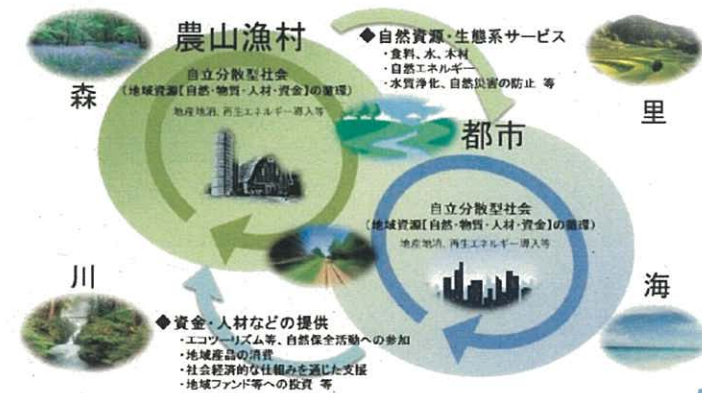 農山漁村
森
自立分散型社会
(地域資源【自然・物質・人材・資金】の循環)
地産地消、再生エネルギー導入等
◆自然資源・生態系サービス
・食料、水、木材
・自然エネルギー
・水質浄化、自然災害の防止 等
里
都市
自立分散型社会
(地域資源【自然・物質・人材・資金】の循環)
地産地消、再生エネルギー導入等
川
◆資金・人材などの提供
・エコツーリズム等、自然保全活動への参加
・地域産品の消費
・社会経済的な仕組みを通じた支援
・地域ファンド等への投資 等
海